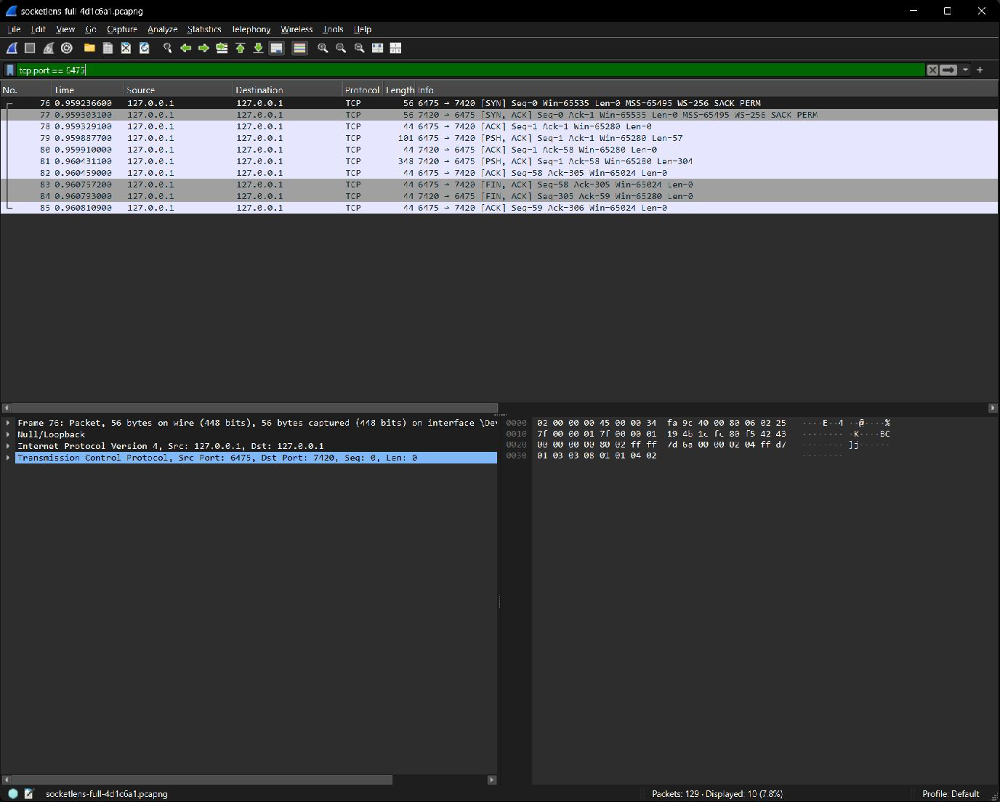 socketlens-full-4d1c6a1.pcapng
File Edit View Go Capture Analyze Statistics Telephony Wireless Tools Help
tcp.port == 6475
No. Time Source Destination Protocol Length Info
76 0.959236600 127.0.0.1 127.0.0.1 TCP 56 6475 → 7420 [SYN] Seq=0 Win=65535 Len=0 MSS=65495 WS=256 SACK_PERM
77 0.959303100 127.0.0.1 127.0.0.1 TCP 56 7420 → 6475 [SYN, ACK] Seq=0 Ack=1 Win=65535 Len=0 MSS=65495 WS=256 SACK_PERM
78 0.959329100 127.0.0.1 127.0.0.1 TCP 44 6475 → 7420 [ACK] Seq=1 Ack=1 Win=65280 Len=0
79 0.959887700 127.0.0.1 127.0.0.1 TCP 101 6475 → 7420 [PSH, ACK] Seq=1 Ack=1 Win=65280 Len=57
80 0.959910000 127.0.0.1 127.0.0.1 TCP 44 7420 → 6475 [ACK] Seq=1 Ack=58 Win=65280 Len=0
81 0.960431100 127.0.0.1 127.0.0.1 TCP 348 7420 → 6475 [PSH, ACK] Seq=1 Ack=58 Win=65280 Len=304
82 0.960459000 127.0.0.1 127.0.0.1 TCP 44 6475 → 7420 [ACK] Seq=58 Ack=305 Win=65024 Len=0
83 0.960757200 127.0.0.1 127.0.0.1 TCP 44 6475 → 7420 [FIN, ACK] Seq=58 Ack=305 Win=65024 Len=0
84 0.960793000 127.0.0.1 127.0.0.1 TCP 44 7420 → 6475 [FIN, ACK] Seq=305 Ack=59 Win=65280 Len=0
85 0.960810900 127.0.0.1 127.0.0.1 TCP 44 6475 → 7420 [ACK] Seq=59 Ack=306 Win=65024 Len=0
Frame 76: Packet, 56 bytes on wire (448 bits), 56 bytes captured (448 bits) on interface \Dev
Null/Loopback
Internet Protocol Version 4, Src: 127.0.0.1, Dst: 127.0.0.1
Transmission Control Protocol, Src Port: 6475, Dst Port: 7420, Seq: 0, Len: 0
0000 02 00 00 00 45 00 00 34 fa 9c 40 00 80 06 02 25 ····E··4 ··@····%
0010 7f 00 00 01 7f 00 00 01 19 4b 1c fc 80 f5 42 43 ········ ·K····BC
0020 00 00 00 00 80 02 ff ff 7d 6a 00 00 02 04 ff d7 ········ }j······
0030 01 03 03 08 01 01 04 02 ········
socketlens-full-4d1c6a1.pcapng
Packets: 129 · Displayed: 10 (7.8%)
Profile: Default